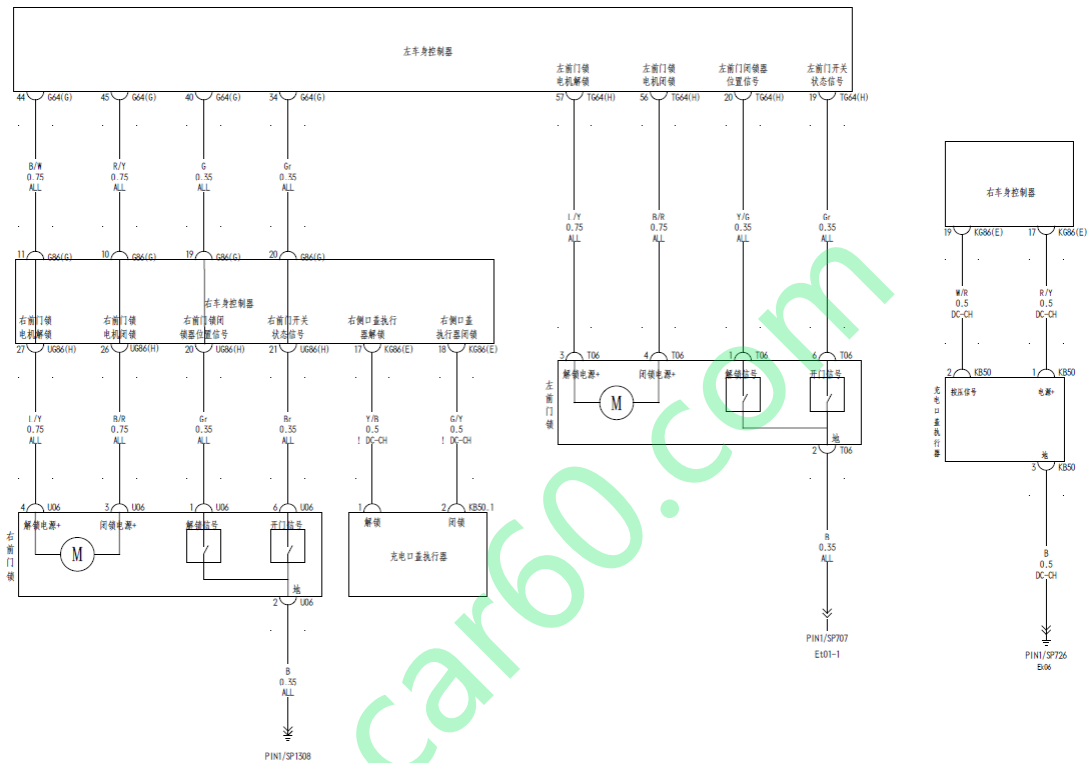 左车身控制器
左前门锁 左前门锁 左前门闭锁器 左前门开关
电机解锁 电机闭锁 位置信号 状态信号
44 G64(G) 45 G64(G) 40 G64(G) 34 G64(G) 57 TG64(H) 56 TG64(H) 20 TG64(H) 19 TG64(H)
B/W R/Y G Gr
0.75 0.75 0.35 0.35
ALL ALL ALL ALL
L/Y B/R Y/G Gr
0.75 0.75 0.35 0.35
ALL ALL ALL ALL
右车身控制器
19 KG86(E) 17 KG86(E)
W/R R/Y
0.5 0.5
DC-CH DC-CH
11 G86(G) 10 G86(G) 19 G86(G) 20 G86(G)
右车身控制器
右前门锁 右前门锁 右前门锁闭 右前门开关 右侧口盖执行 右侧口盖
电机解锁 电机闭锁 锁器位置信号 状态信号 器解锁 执行器闭锁
27 UG86(H) 26 UG86(H) 20 UG86(H) 21 UG86(H) 17 KG86(E) 18 KG86(E)
L/Y B/R Gr Br Y/B G/Y
0.75 0.75 0.35 0.35 0.5 0.5
ALL ALL ALL ALL ! DC-CH ! DC-CH
3 T06 4 T06 1 T06 6 T06
左前门锁
解锁电源+ 闭锁电源+ 解锁信号 开门信号
M
地
2 T06
B
0.35
ALL
PIN1/SP707
Et01-1
2 KB50 1 KB50
充电口盖执行器
按压信号 电源+
地
3 KB50
B
0.5
DC-CH
PIN1/SP726
Ek06
4 U06 3 U06 1 U06 6 U06 1 2 KB50.1
右前门锁
解锁电源+ 闭锁电源+ 解锁信号 开门信号
M
地
解锁 闭锁
充电口盖执行器
2 U06
B
0.35
ALL
PIN1/SP1308
car60.com